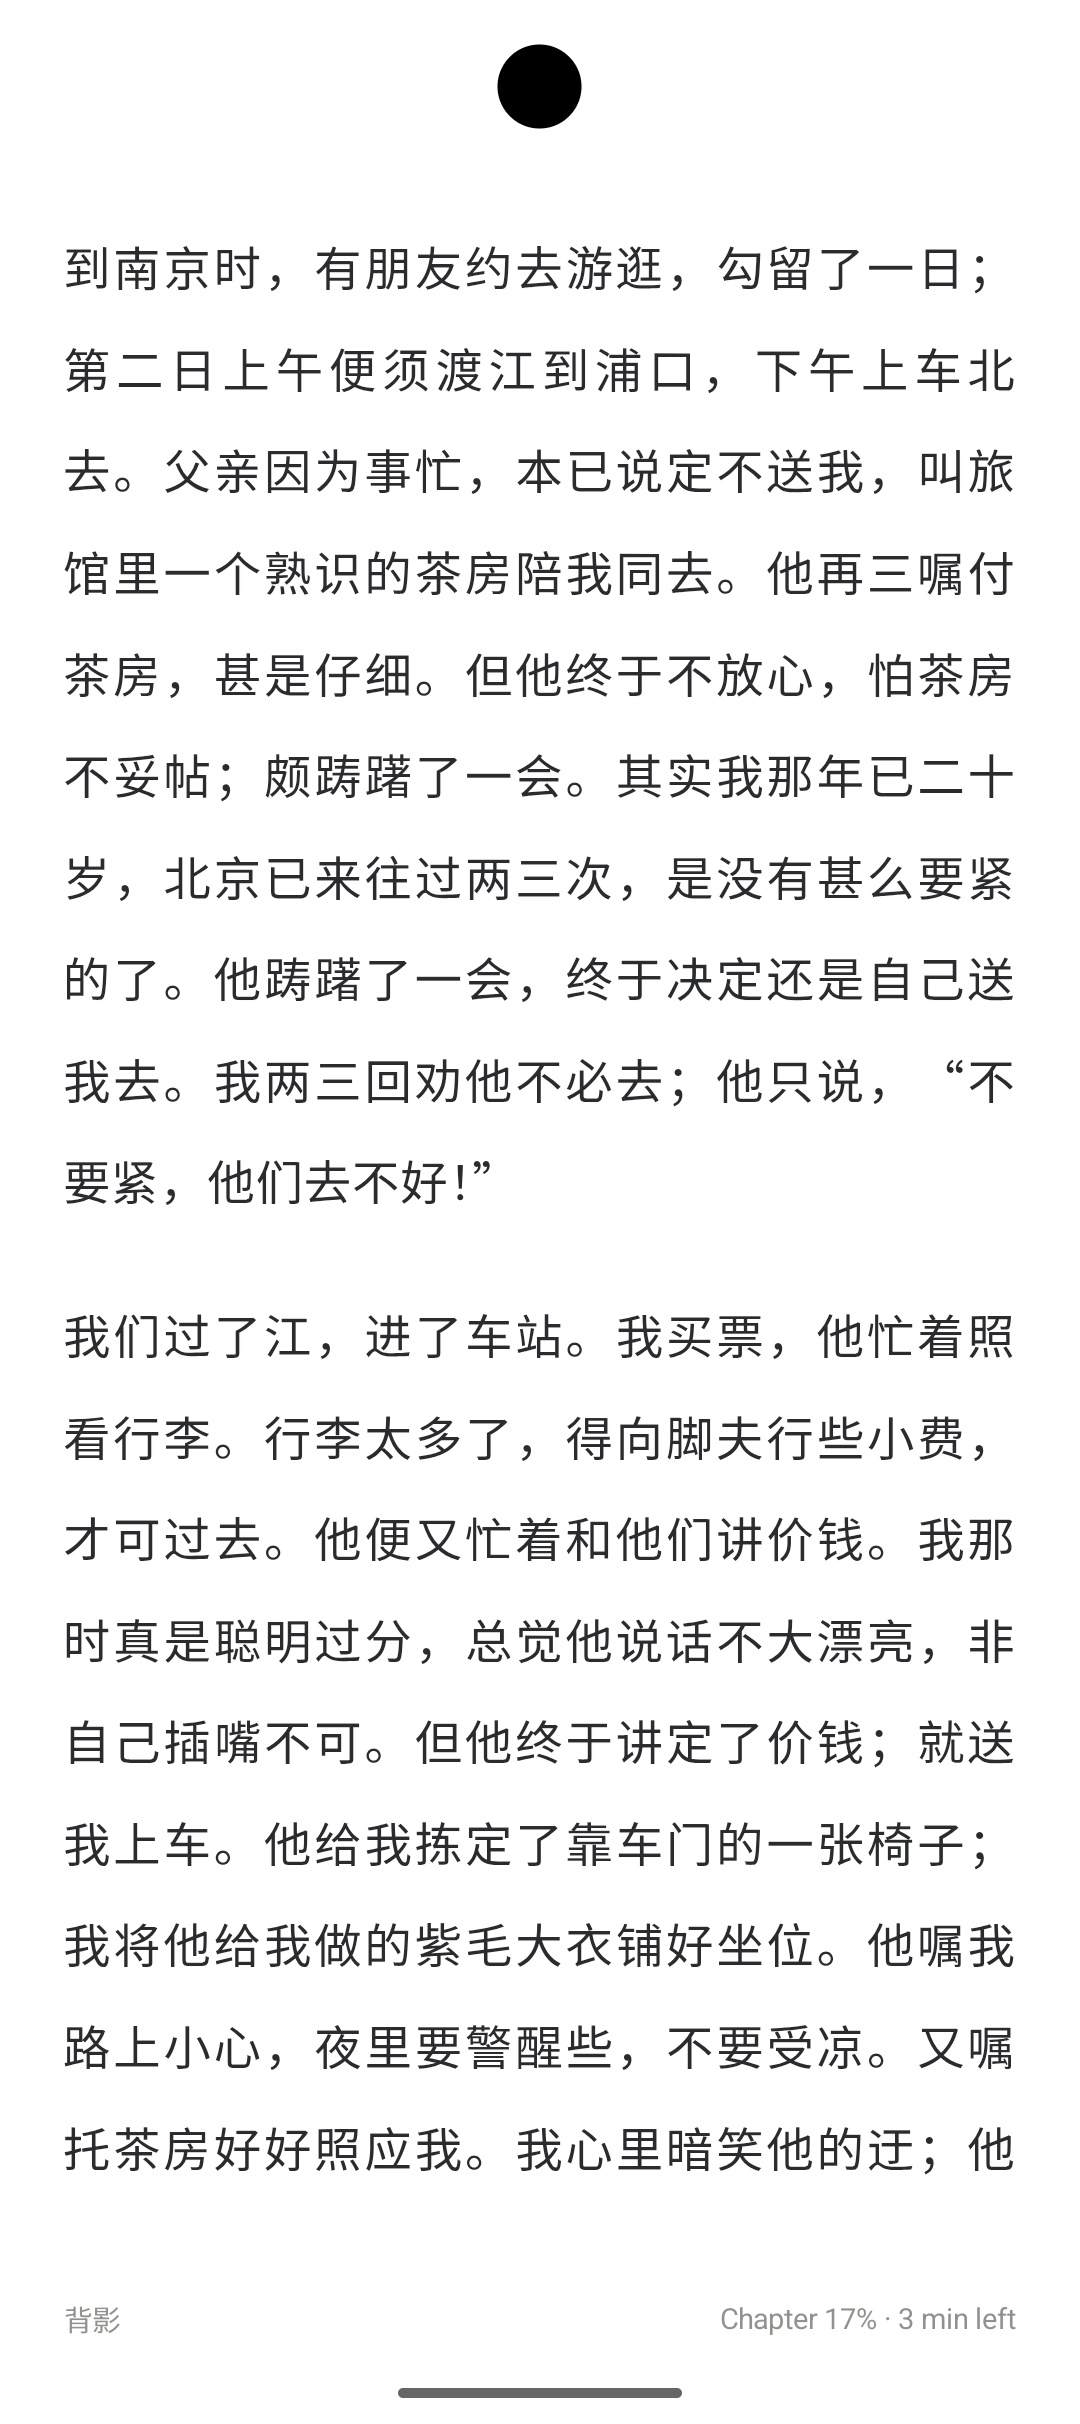 到南京时，有朋友约去游逛，勾留了一日；
第二日上午便须渡江到浦口，下午上车北
去。父亲因为事忙，本已说定不送我，叫旅
馆里一个熟识的茶房陪我同去。他再三嘱付
茶房，甚是仔细。但他终于不放心，怕茶房
不妥帖；颇踌躇了一会。其实我那年已二十
岁，北京已来往过两三次，是没有甚么要紧
的了。他踌躇了一会，终于决定还是自己送
我去。我两三回劝他不必去；他只说，“不
要紧，他们去不好！”
我们过了江，进了车站。我买票，他忙着照
看行李。行李太多了，得向脚夫行些小费，
才可过去。他便又忙着和他们讲价钱。我那
时真是聪明过分，总觉他说话不大漂亮，非
自己插嘴不可。但他终于讲定了价钱；就送
我上车。他给我拣定了靠车门的一张椅子；
我将他给我做的紫毛大衣铺好坐位。他嘱我
路上小心，夜里要警醒些，不要受凉。又嘱
托茶房好好照应我。我心里暗笑他的迂；他
背影
Chapter 17% · 3 min left